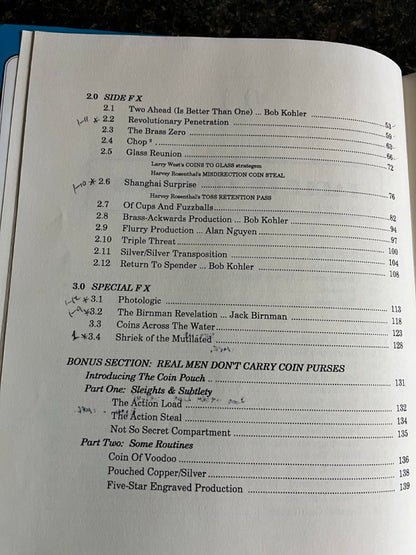 2.0 SIDE F X
2.1 Two Ahead (Is Better Than One) ... Bob Kohler ........ 53
* 2.2 Revolutionary Penetration ........ 59
2.3 The Brass Zero ........ 63
2.4 Chop ² ........ 66
2.5 Glass Reunion ........ 72
Larry West's COINS TO GLASS strategem
Harvey Rosenthal's MISDIRECTION COIN STEAL
* 2.6 Shanghai Surprise ........ 76
Harvey Rosenthal's TOSS RETENTION PASS
2.7 Of Cups And Fuzzballs ........ 82
2.8 Brass-Ackwards Production ... Bob Kohler ........ 94
2.9 Flurry Production ... Alan Nguyen ........ 97
2.10 Triple Threat ........ 100
2.11 Silver/Silver Transposition ........ 104
2.12 Return To Spender ... Bob Kohler ........ 108
3.0 SPECIAL F X
* 3.1 Photologic ........ 113
* 3.2 The Birnman Revelation ... Jack Birnman ........ 118
3.3 Coins Across The Water ........ 123
* 3.4 Shriek of the Mutilated ........ 128
BONUS SECTION: REAL MEN DON'T CARRY COIN PURSES
Introducing The Coin Pouch ........ 131
Part One: Sleights & Subtlety
The Action Load ........ 132
The Action Steal ........ 134
Not So Secret Compartment ........ 135
Part Two: Some Routines
Coin Of Voodoo ........ 136
Pouched Copper/Silver ........ 138
Five-Star Engraved Production ........ 139